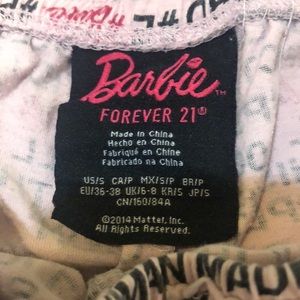 Barbie™
FOREVER 21®
Made in China
Hecho en China
Fabriqué en Chine
Fabricado na China
US/S CA/P MX/S/P BR/P
EU/36-38 UK/6-8 KR/S JP/S
CN/160/84A
©2014 Mattel, Inc.
All Rights Reserved.